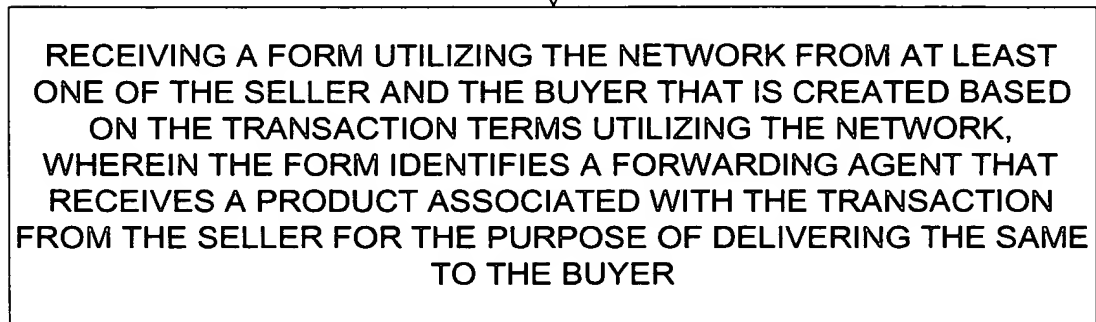 RECEIVING A FORM UTILIZING THE NETWORK FROM AT LEAST
ONE OF THE SELLER AND THE BUYER THAT IS CREATED BASED
ON THE TRANSACTION TERMS UTILIZING THE NETWORK,
WHEREIN THE FORM IDENTIFIES A FORWARDING AGENT THAT
RECEIVES A PRODUCT ASSOCIATED WITH THE TRANSACTION
FROM THE SELLER FOR THE PURPOSE OF DELIVERING THE SAME
TO THE BUYER